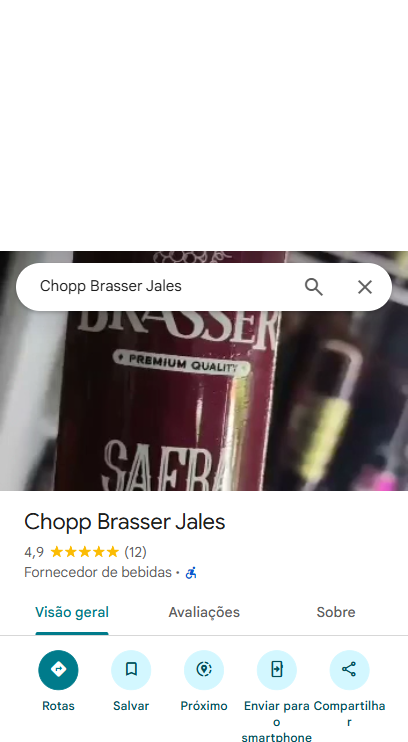 Chopp Brasser Jales
BRASSER
PREMIUM QUALITY
SAFRA
Chopp Brasser Jales
4,9 (12)
Fornecedor de bebidas •
Visão geral Avaliações Sobre
Rotas Salvar Próximo Enviar para o smartphone Compartilhar